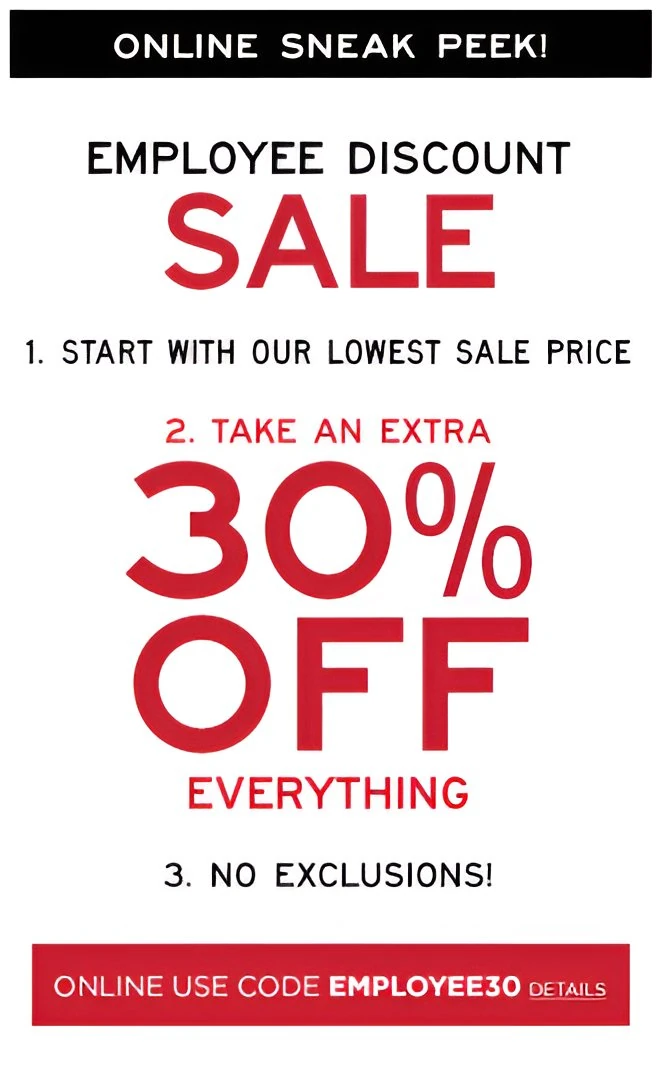 ONLINE SNEAK PEEK!
EMPLOYEE DISCOUNT
SALE
1. START WITH OUR LOWEST SALE PRICE
2. TAKE AN EXTRA
30%
OFF
EVERYTHING
3. NO EXCLUSIONS!
ONLINE USE CODE EMPLOYEE30 DETAILS